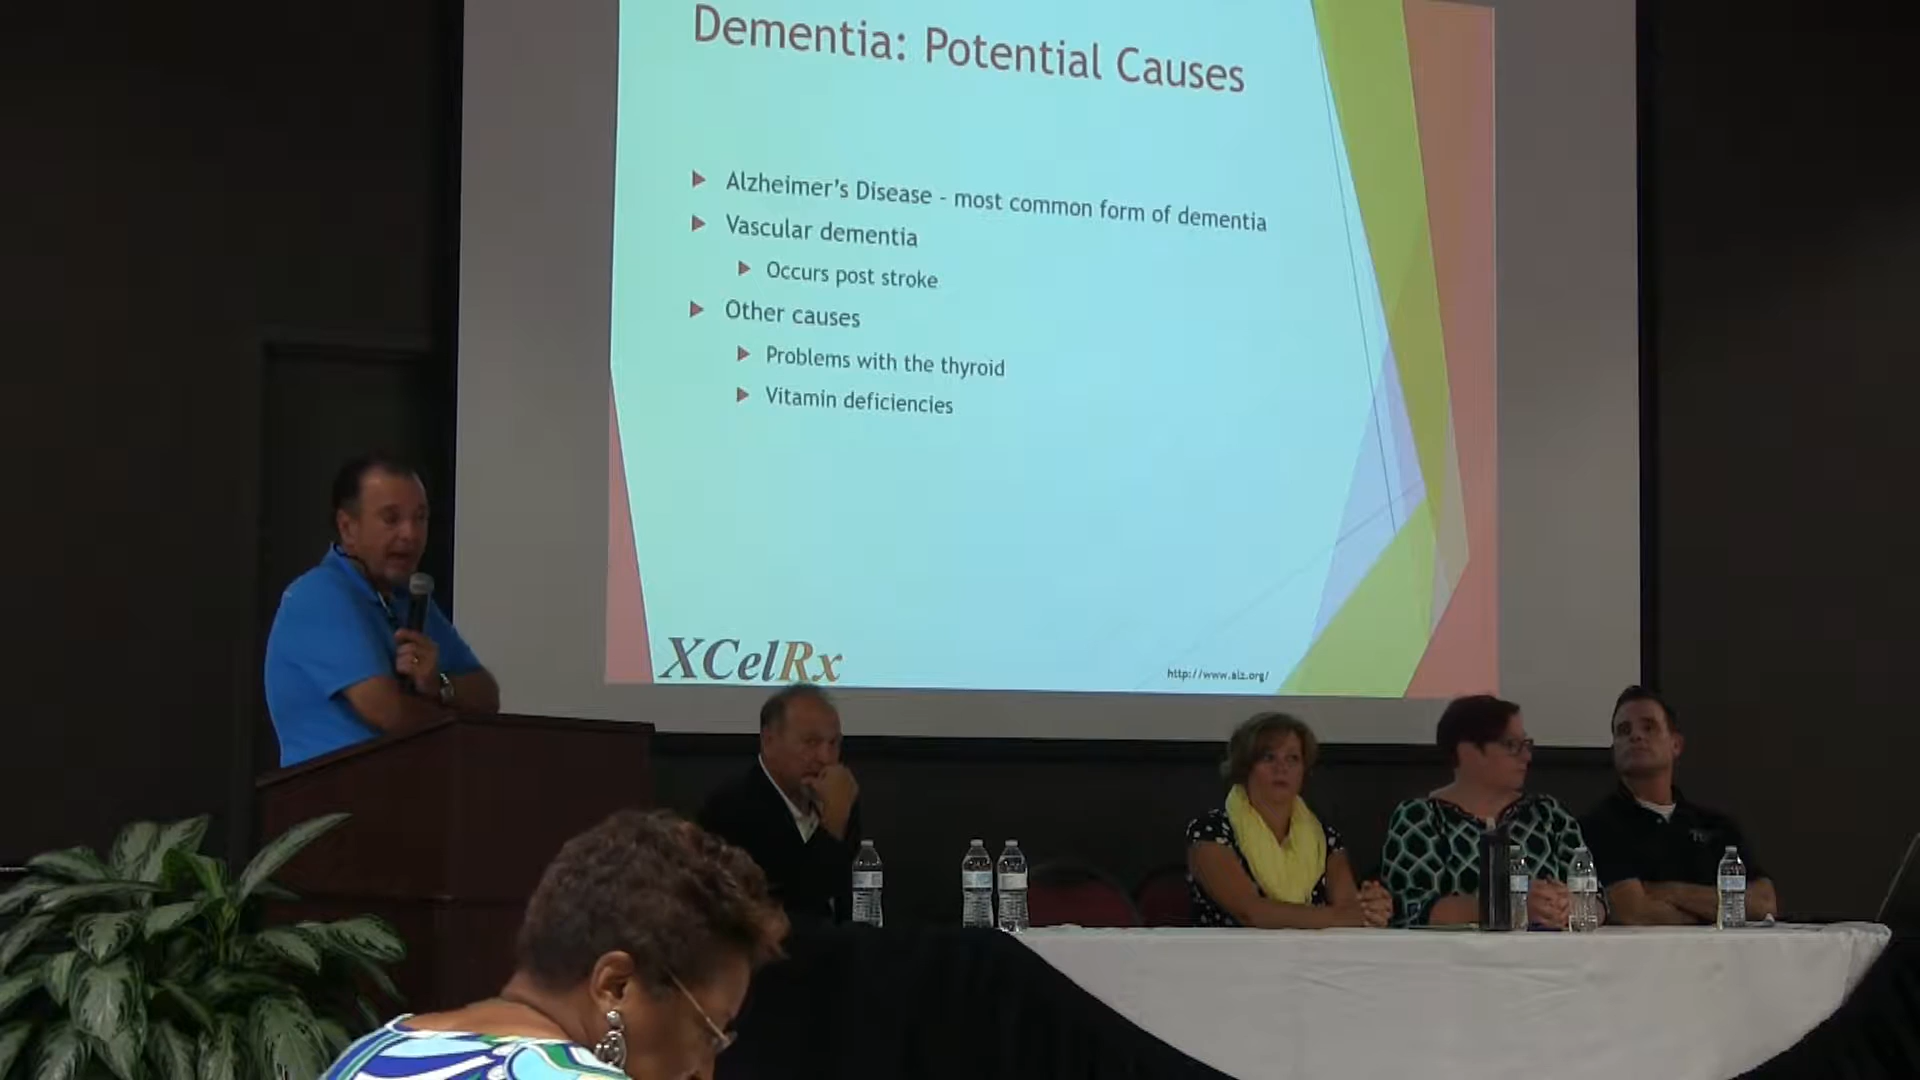 Dementia: Potential Causes
Alzheimer's Disease - most common form of dementia
Vascular dementia
Occurs post stroke
Other causes
Problems with the thyroid
Vitamin deficiencies
XCelRx
http://www.alz.org/